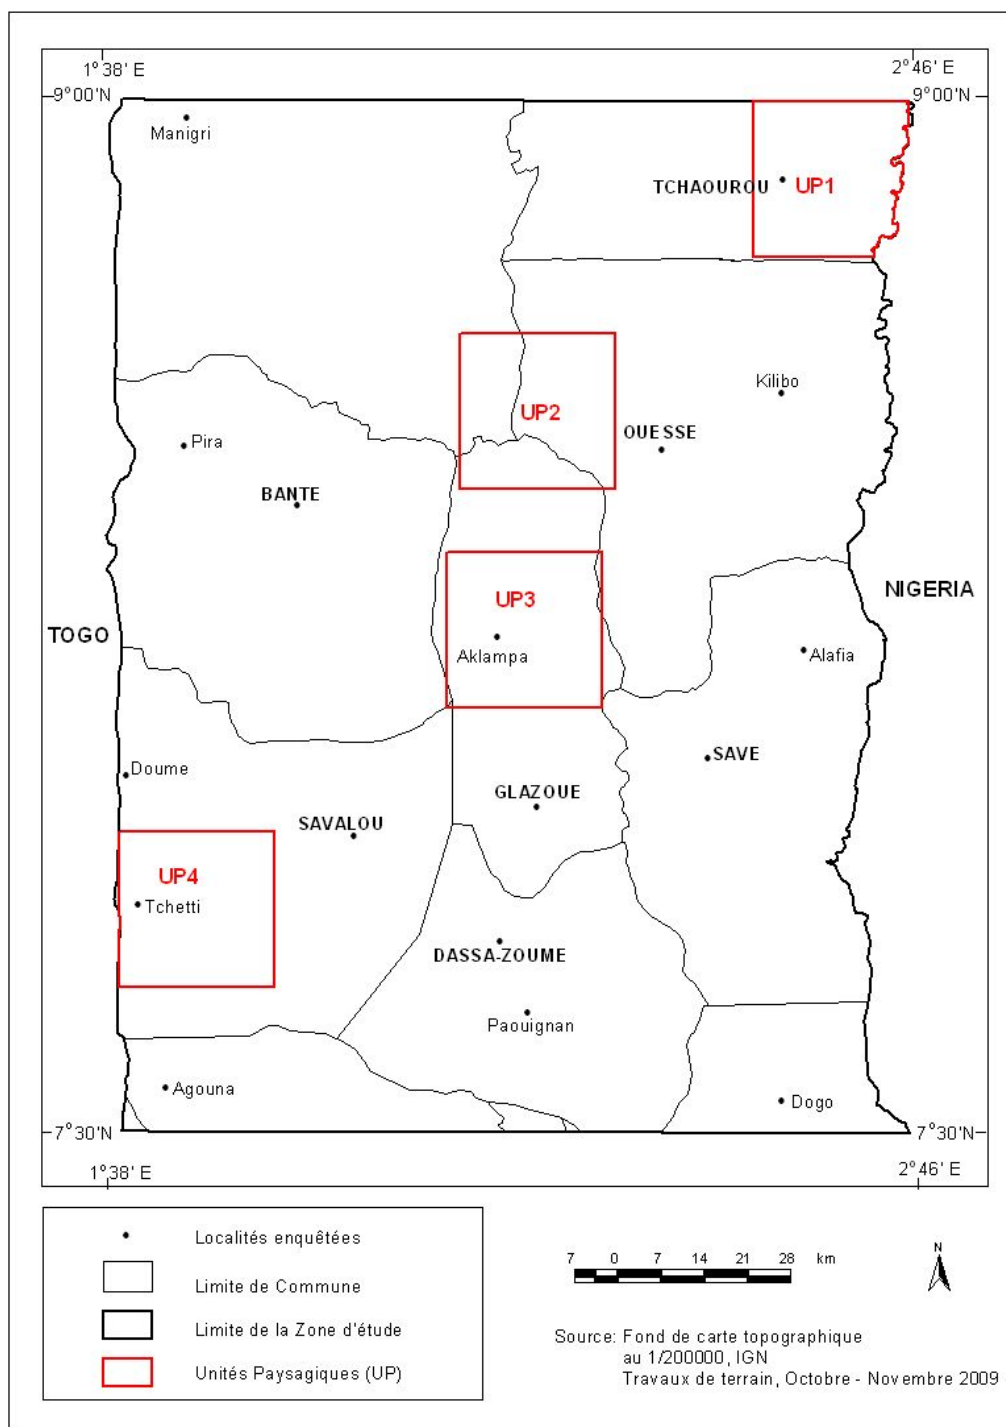 1°38' E
2°46' E
9°00'N
9°00'N
Manigri
TCHAOUROU
UP1
Kilibo
UP2
OUESSE
Pira
BANTE
NIGERIA
UP3
TOGO
Aklampa
Alafia
SAVE
Doume
GLAZOUE
SAVALOU
UP4
Tchetti
DASSA-ZOUME
Paouignan
Agouna
Dogo
7°30'N
7°30'N
1°38' E
2°46' E
Localités enquêtées
Limite de Commune
Limite de la Zone d'étude
Unités Paysagiques (UP)
7 0 7 14 21 28 km
N
Source: Fond de carte topographique
au 1/200000, IGN
Travaux de terrain, Octobre - Novembre 2009